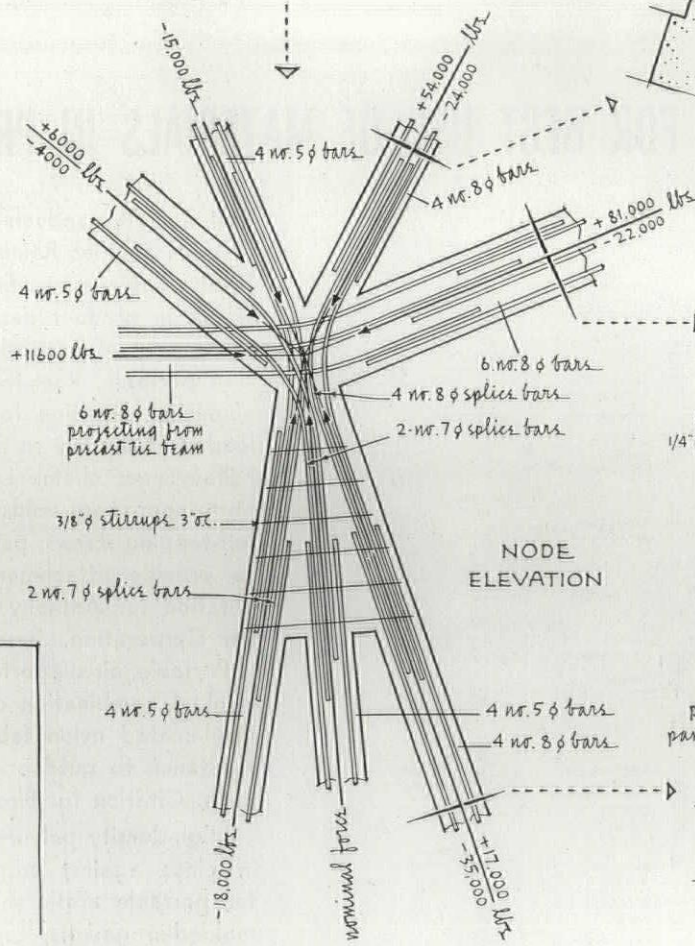 -15,000 lbs
+54,000 lbs
24,000
+6000 lbs
-4000
4 no. 5 ϕ bars
4 no. 8 ϕ bars
+81,000 lbs
-22,000
4 no. 5 ϕ bars
+11600 lbs
6 no. 8 ϕ bars
4 no. 8 ϕ splice bars
6 no. 8 ϕ bars
projecting from
precast tie beam
2-no. 7 ϕ splice bars
1/4"
3/8" ϕ stirrups 3" oc.
NODE
ELEVATION
2 no. 7 ϕ splice bars
4 no. 5 ϕ bars
4 no. 5 ϕ bars
4 no. 8 ϕ bars
-18,000 lbs
nominal force
+17,000 lbs
-35,000